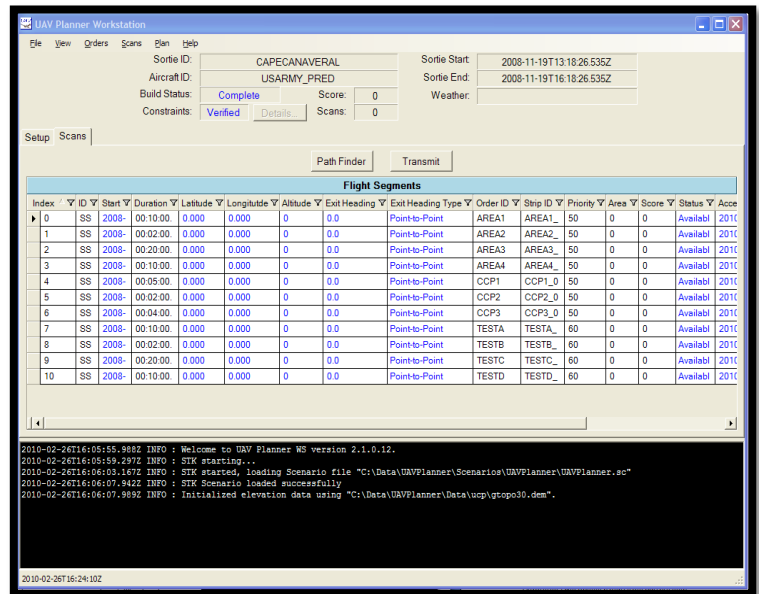 UAV Planner Workstation
File View Orders Scans Plan Help
Sortie ID: CAPECANAVERAL Sortie Start: 2008-11-19T13:18:26.535Z
Aircraft ID: USARMY_PRED Sortie End: 2008-11-19T16:18:26.535Z
Build Status: Complete Score: 0 Weather:
Constraints: Verified Details... Scans: 0
Setup Scans
Path Finder Transmit
Flight Segments
Index ID Start Duration Latitude Longitutde Altitude Exit Heading Exit Heading Type Order ID Strip ID Priority Area Score Status Acce
0 SS 2008- 00:10:00. 0.000 0.000 0 0.0 Point-to-Point AREA1 AREA1_ 50 0 0 Availabl 2010
1 SS 2008- 00:02:00. 0.000 0.000 0 0.0 Point-to-Point AREA2 AREA2_ 50 0 0 Availabl 2010
2 SS 2008- 00:20:00. 0.000 0.000 0 0.0 Point-to-Point AREA3 AREA3_ 50 0 0 Availabl 2010
3 SS 2008- 00:10:00. 0.000 0.000 0 0.0 Point-to-Point AREA4 AREA4_ 50 0 0 Availabl 2010
4 SS 2008- 00:05:00. 0.000 0.000 0 0.0 Point-to-Point CCP1 CCP1_0 50 0 0 Availabl 2010
5 SS 2008- 00:02:00. 0.000 0.000 0 0.0 Point-to-Point CCP2 CCP2_0 50 0 0 Availabl 2010
6 SS 2008- 00:04:00. 0.000 0.000 0 0.0 Point-to-Point CCP3 CCP3_0 50 0 0 Availabl 2010
7 SS 2008- 00:10:00. 0.000 0.000 0 0.0 Point-to-Point TESTA TESTA_ 60 0 0 Availabl 2010
8 SS 2008- 00:02:00. 0.000 0.000 0 0.0 Point-to-Point TESTB TESTB_ 60 0 0 Availabl 2010
9 SS 2008- 00:20:00. 0.000 0.000 0 0.0 Point-to-Point TESTC TESTC_ 60 0 0 Availabl 2010
10 SS 2008- 00:10:00. 0.000 0.000 0 0.0 Point-to-Point TESTD TESTD_ 60 0 0 Availabl 2010
2010-02-26T16:05:55.988Z INFO : Welcome to UAV Planner WS version 2.1.0.12.
2010-02-26T16:05:59.297Z INFO : STK starting...
2010-02-26T16:06:03.167Z INFO : STK started, loading Scenario file "C:\Data\UAVPlanner\Scenarios\UAVPlanner\UAVPlanner.sc"
2010-02-26T16:06:07.942Z INFO : STK Scenario loaded successfully
2010-02-26T16:06:07.989Z INFO : Initialized elevation data using "C:\Data\UAVPlanner\Data\ucp\gtopo30.dem".
2010-02-26T16:24:10Z